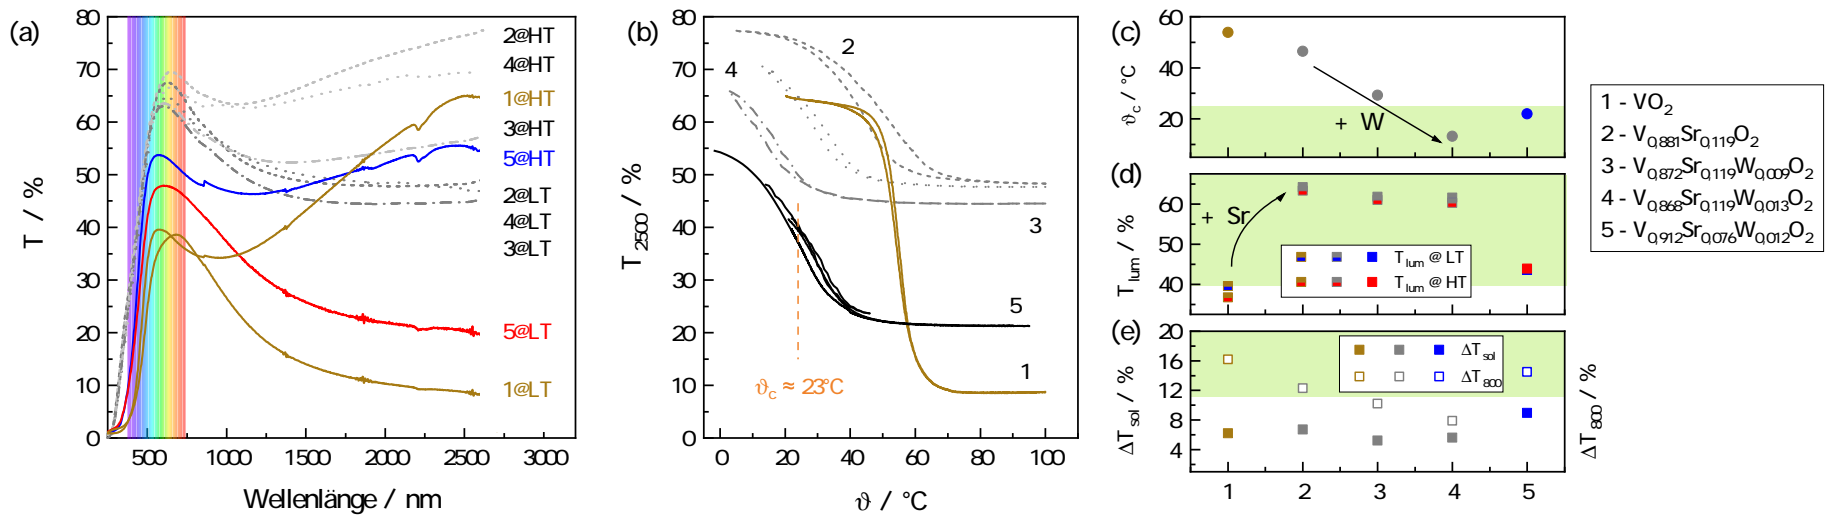 (a)
80
70
60
50
40
30
20
10
0
T / %
500
1000
1500
2000
2500
3000
Wellenlänge / nm
2@HT
4@HT
1@HT
3@HT
5@HT
2@LT
4@LT
3@LT
5@LT
1@LT
(b)
80
70
60
50
40
30
20
10
0
T2500 / %
0
20
40
60
80
100
ϑ / °C
2
4
3
5
1
ϑc ≈ 23°C
(c)
60
40
20
ϑc / °C
+ W
(d)
60
50
40
Tlum / %
+ Sr
Tlum @ LT
Tlum @ HT
(e)
20
16
12
8
4
ΔTsol / %
ΔT800 / %
ΔTsol
ΔT800
1
2
3
4
5
1 - VO2
2 - V0,881Sr0,119O2
3 - V0,872Sr0,119W0,009O2
4 - V0,868Sr0,119W0,013O2
5 - V0,912Sr0,076W0,012O2